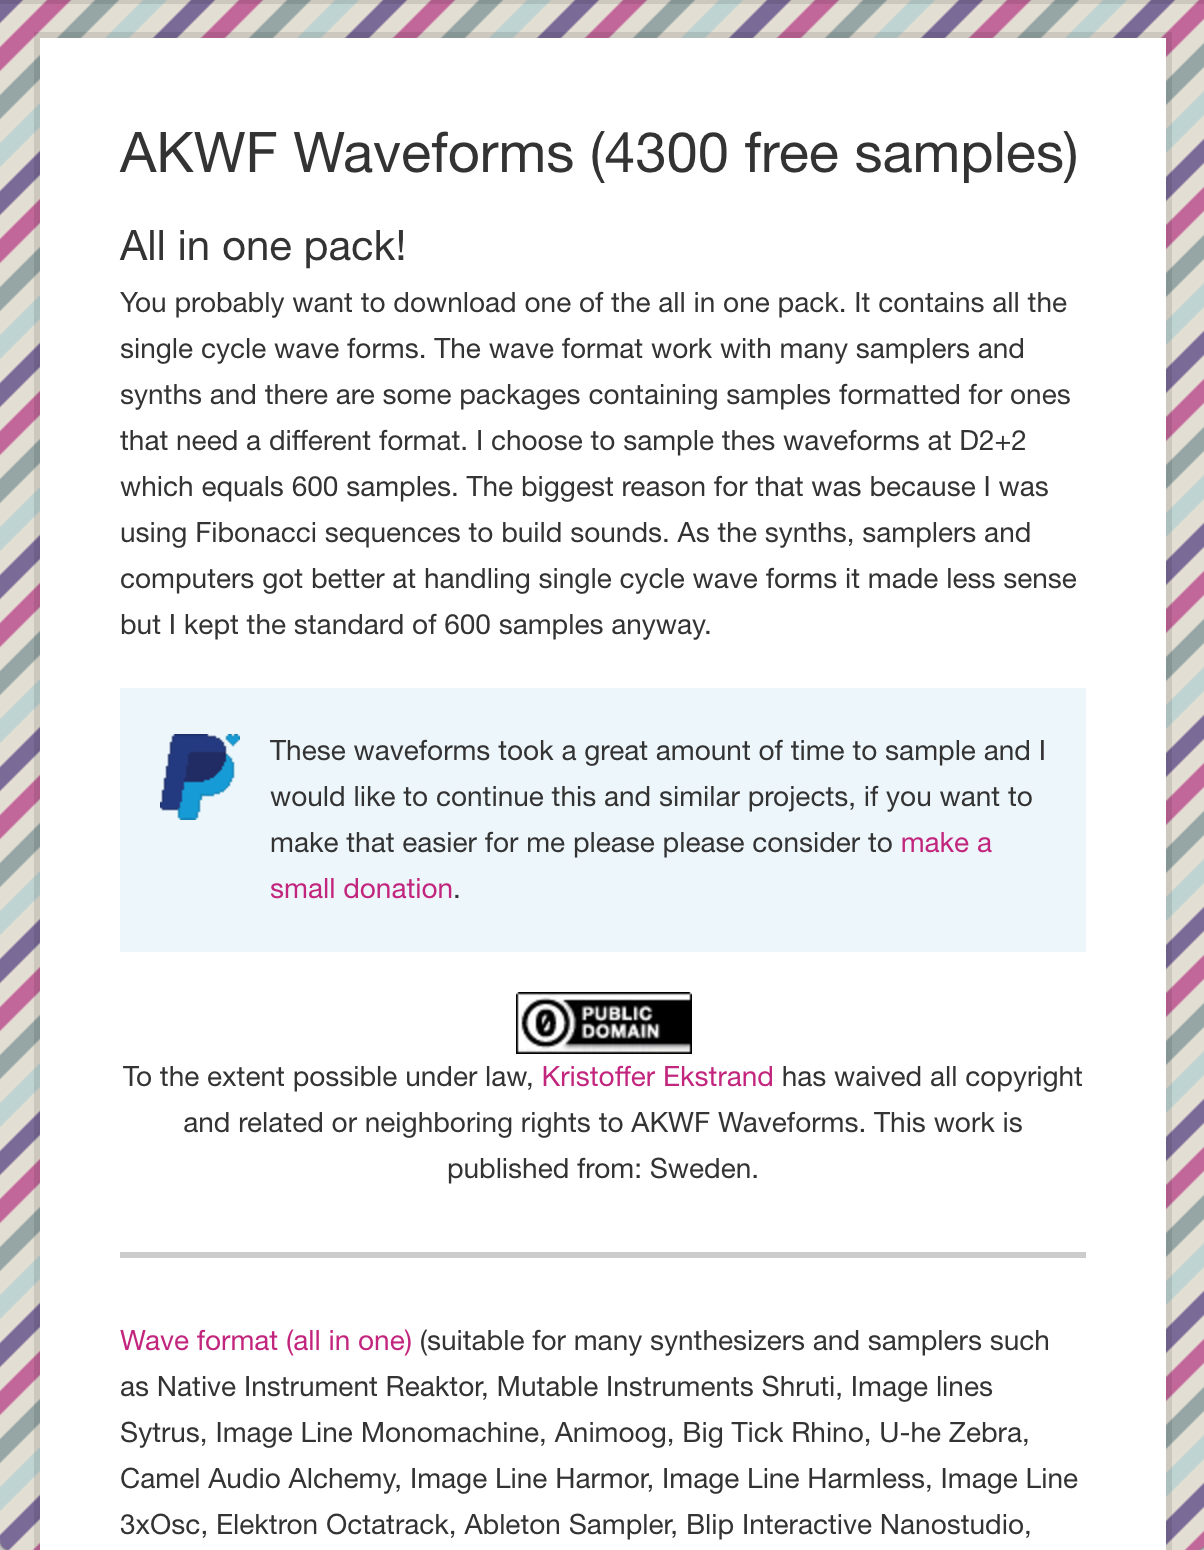 AKWF Waveforms (4300 free samples)
All in one pack!
You probably want to download one of the all in one pack. It contains all the
single cycle wave forms. The wave format work with many samplers and
synths and there are some packages containing samples formatted for ones
that need a different format. I choose to sample thes waveforms at D2+2
which equals 600 samples. The biggest reason for that was because I was
using Fibonacci sequences to build sounds. As the synths, samplers and
computers got better at handling single cycle wave forms it made less sense
but I kept the standard of 600 samples anyway.
These waveforms took a great amount of time to sample and I
would like to continue this and similar projects, if you want to
make that easier for me please please consider to make a
small donation.
PUBLIC
DOMAIN
To the extent possible under law, Kristoffer Ekstrand has waived all copyright
and related or neighboring rights to AKWF Waveforms. This work is
published from: Sweden.
Wave format (all in one) (suitable for many synthesizers and samplers such
as Native Instrument Reaktor, Mutable Instruments Shruti, Image lines
Sytrus, Image Line Monomachine, Animoog, Big Tick Rhino, U-he Zebra,
Camel Audio Alchemy, Image Line Harmor, Image Line Harmless, Image Line
3xOsc, Elektron Octatrack, Ableton Sampler, Blip Interactive Nanostudio,